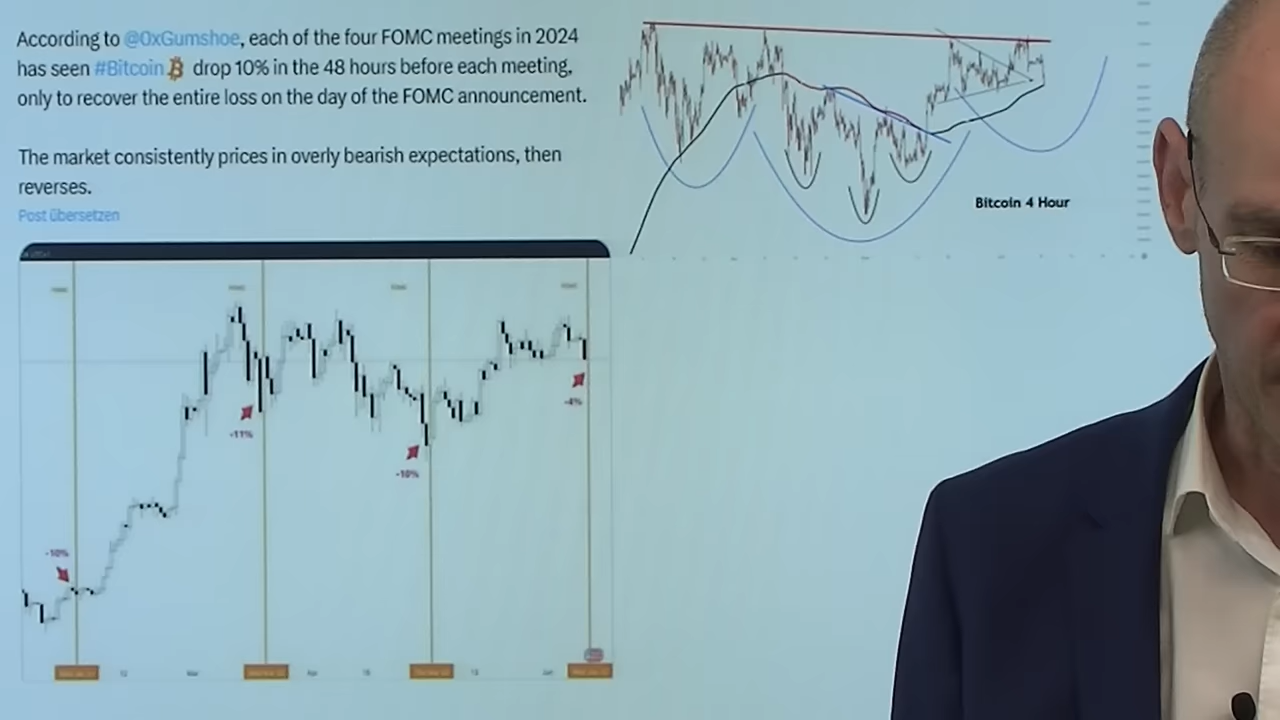 According to @0xGumshoe, each of the four FOMC meetings in 2024
has seen #Bitcoin drop 10% in the 48 hours before each meeting,
only to recover the entire loss on the day of the FOMC announcement.
The market consistently prices in overly bearish expectations, then
reverses.
Post übersetzen
Bitcoin 4 Hour
-4%
-11%
-10%
-10%